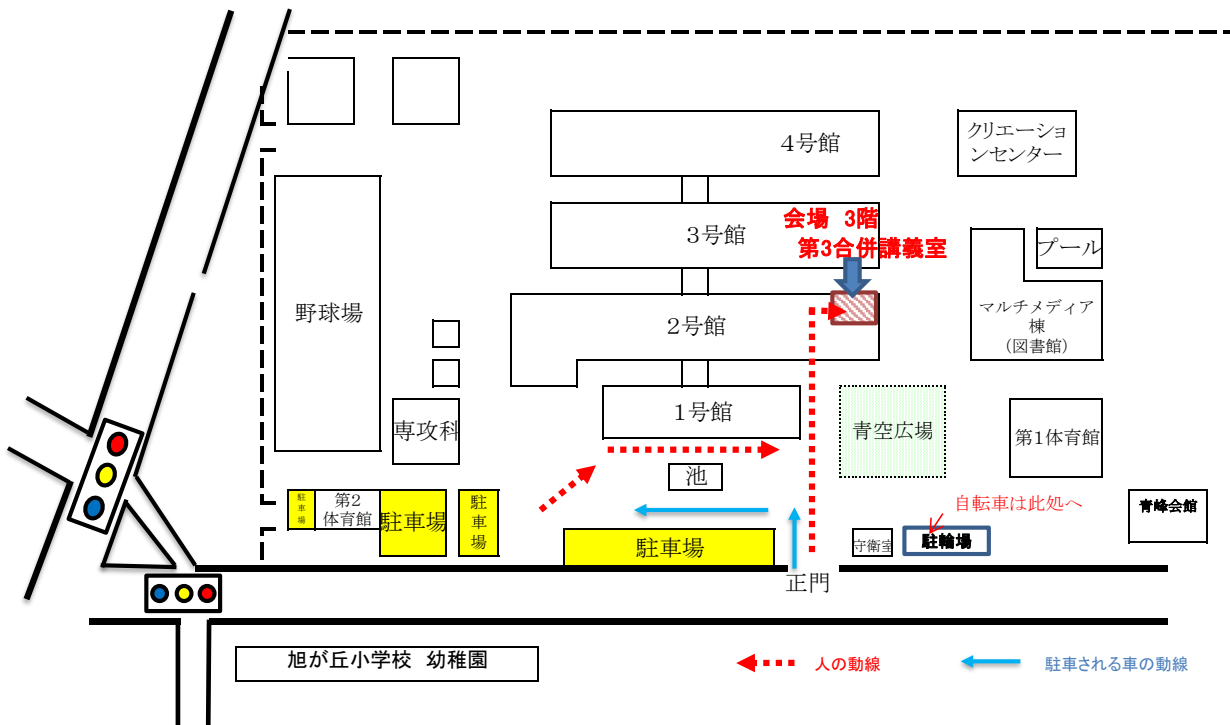 4号館
クリエーショ
ンセンター
会場 3階
第3合併講義室
3号館
プール
野球場
2号館
マルチメディア
棟
(図書館)
1号館
専攻科
青空広場
第1体育館
池
駐車場
第2
体育館
駐車場
駐車場
自転車は此処へ
青峰会館
駐車場
守衛室
駐輪場
正門
旭が丘小学校 幼稚園
人の動線
駐車される車の動線